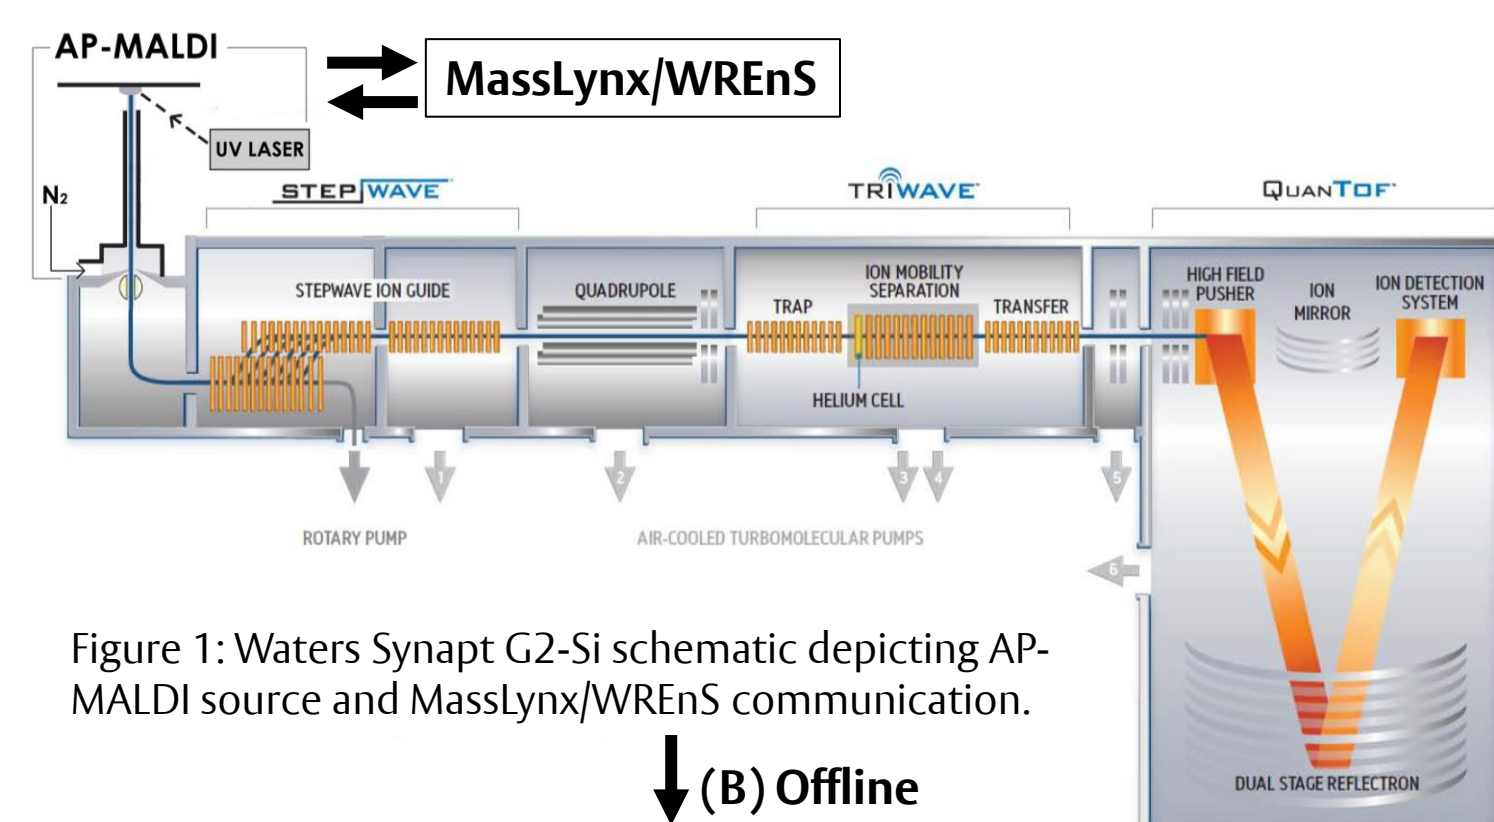 AP-MALDI
MassLynx/WREnS
UV LASER
N2
STEPWAVE
TRIWAVE
QUANTOF
STEPWAVE ION GUIDE
QUADRUPOLE
TRAP
ION MOBILITY
SEPARATION
TRANSFER
HELIUM CELL
HIGH FIELD
PUSHER
ION
MIRROR
ION DETECTION
SYSTEM
1
2
3
4
5
ROTARY PUMP
AIR-COOLED TURBOMOLECULAR PUMPS
6
Figure 1: Waters Synapt G2-Si schematic depicting AP-
MALDI source and MassLynx/WREnS communication.
(B) Offline
DUAL STAGE REFLECTRON